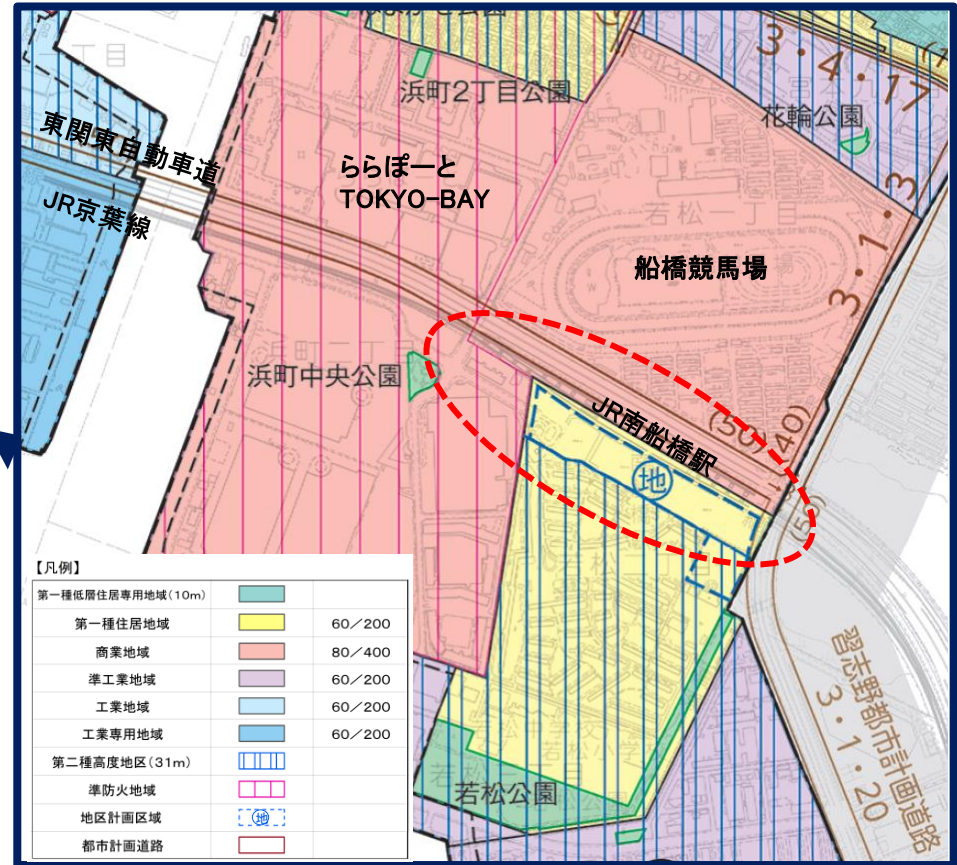 3・4・17
浜町2丁目公園
花輪公園
東関東自動車道
ららぽーと
TOKYO-BAY
JR京葉線
若松一丁目
船橋競馬場
3・1・3
浜町二丁目
浜町中央公園
JR南船橋駅
(50)
(40)
地
(55)
習志野都市計画道路
3・1・20
若松公園
【凡例】
第一種低層住居専用地域(10m)
第一種住居地域 60/200
商業地域 80/400
準工業地域 60/200
工業地域 60/200
工業専用地域 60/200
第二種高度地区(31m)
準防火地域
地区計画区域 地
都市計画道路